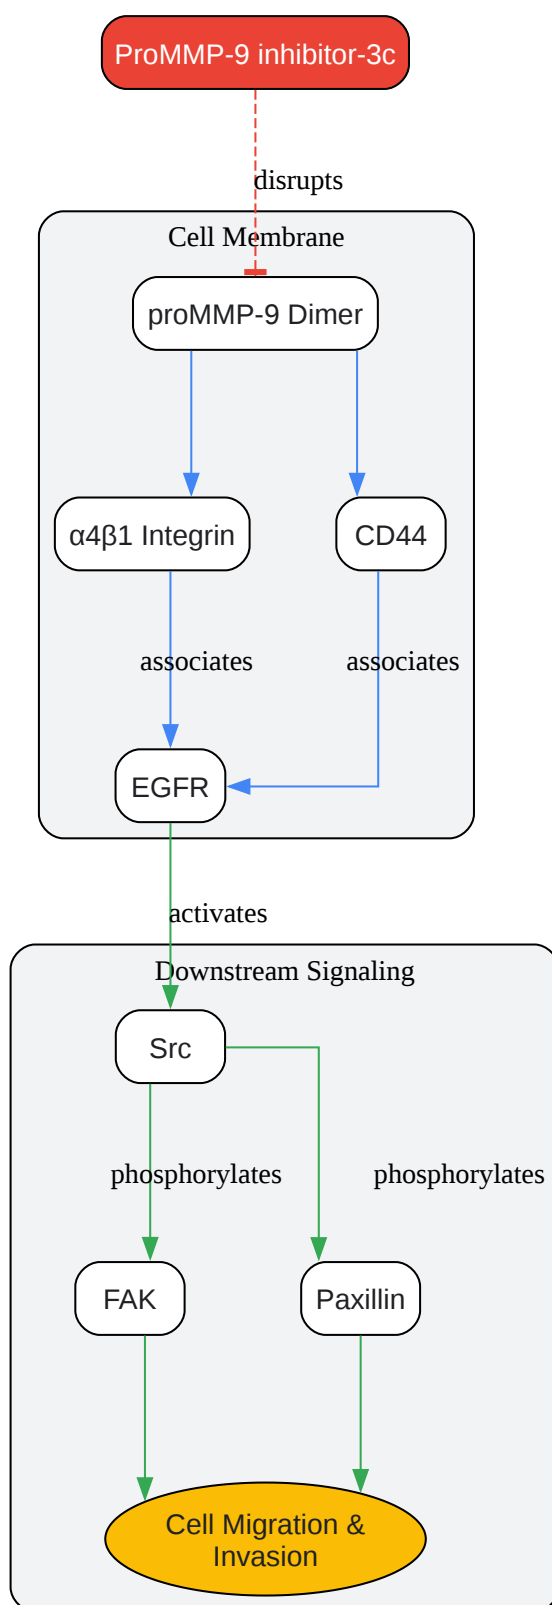 ProMMP-9 inhibitor-3c
disrupts
Cell Membrane
proMMP-9 Dimer
α4β1 Integrin
CD44
associates
associates
EGFR
activates
Downstream Signaling
Src
phosphorylates
phosphorylates
FAK
Paxillin
Cell Migration &
Invasion